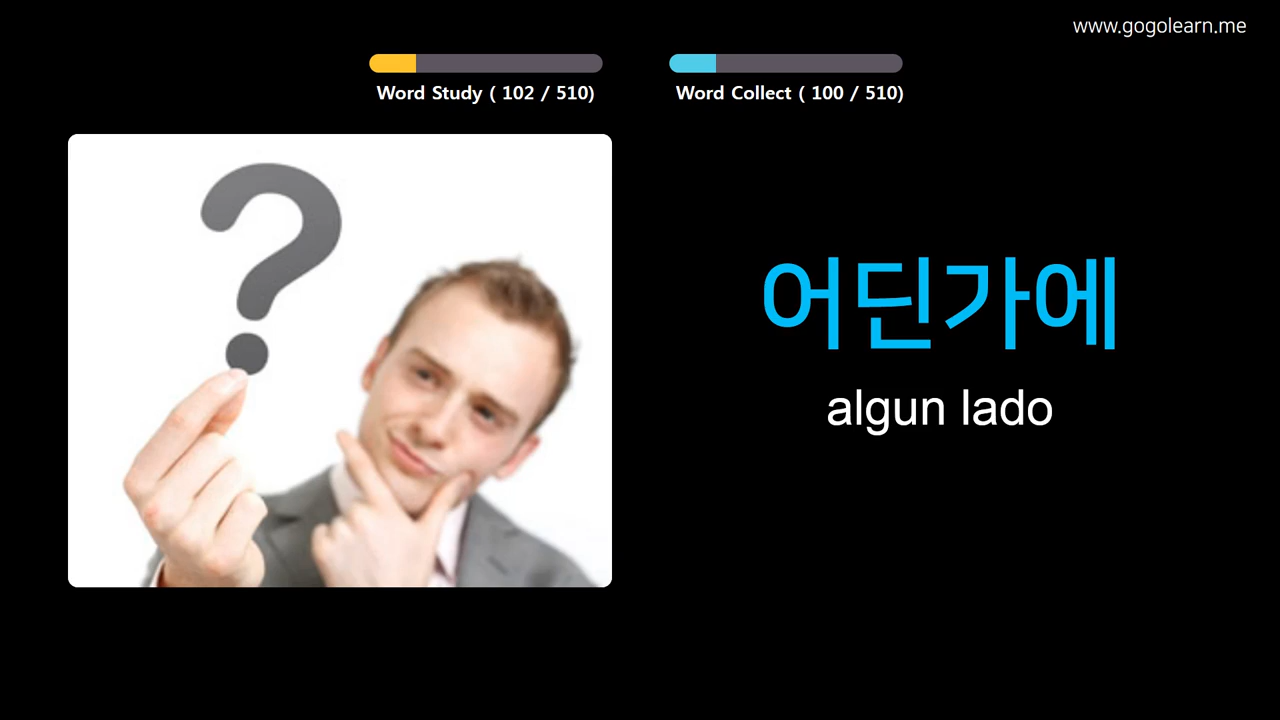 www.gogolearn.me
Word Study ( 102 / 510)
Word Collect ( 100 / 510)
?
어딘가에
algun lado